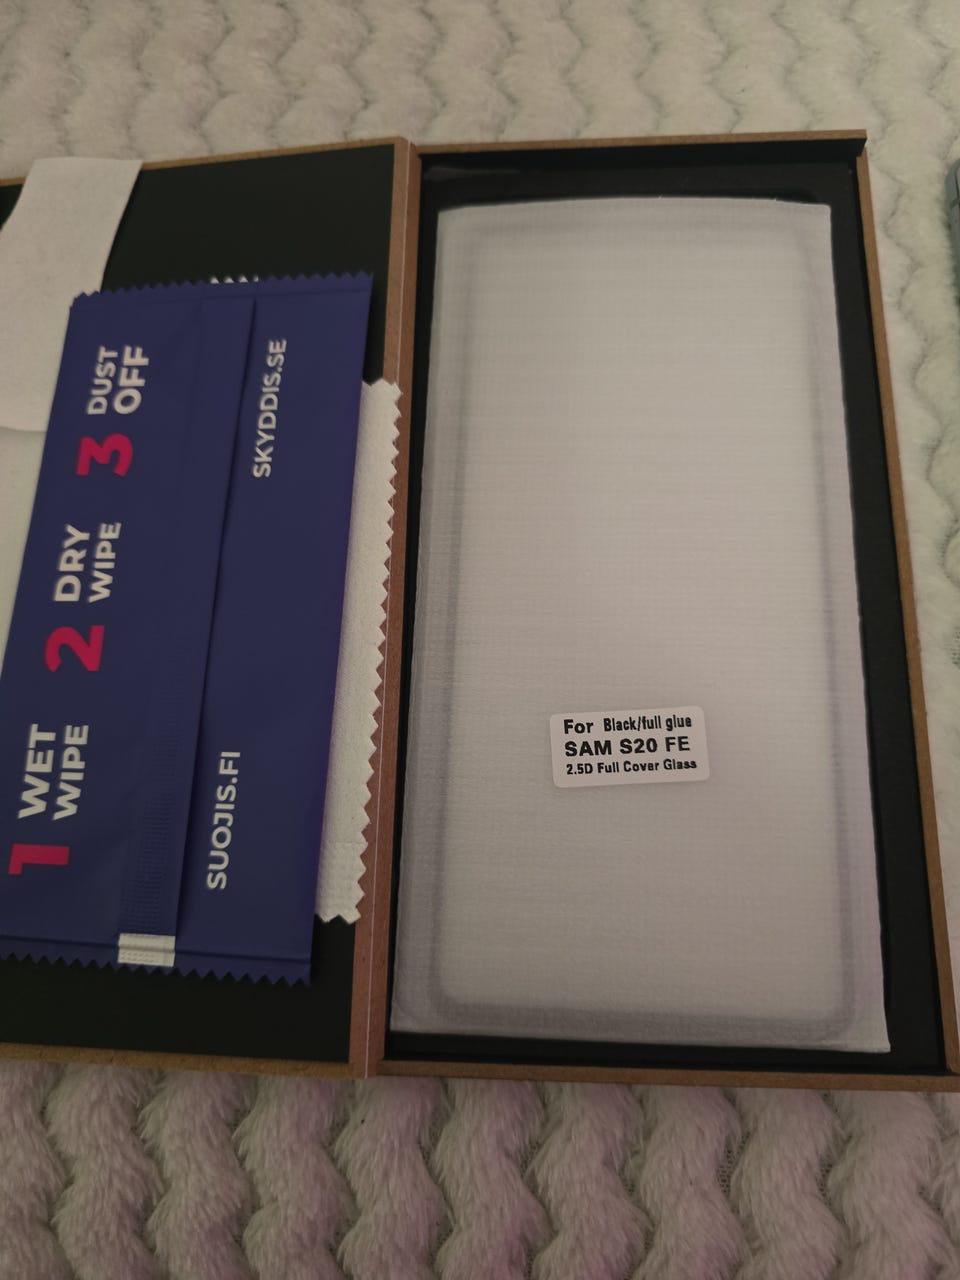 1 WET
WIPE
2 DRY
WIPE
3 DUST
OFF
SUOJIS.FI
SKYDDIS.SE
For Black/full glue
SAM S20 FE
2.5D Full Cover Glass